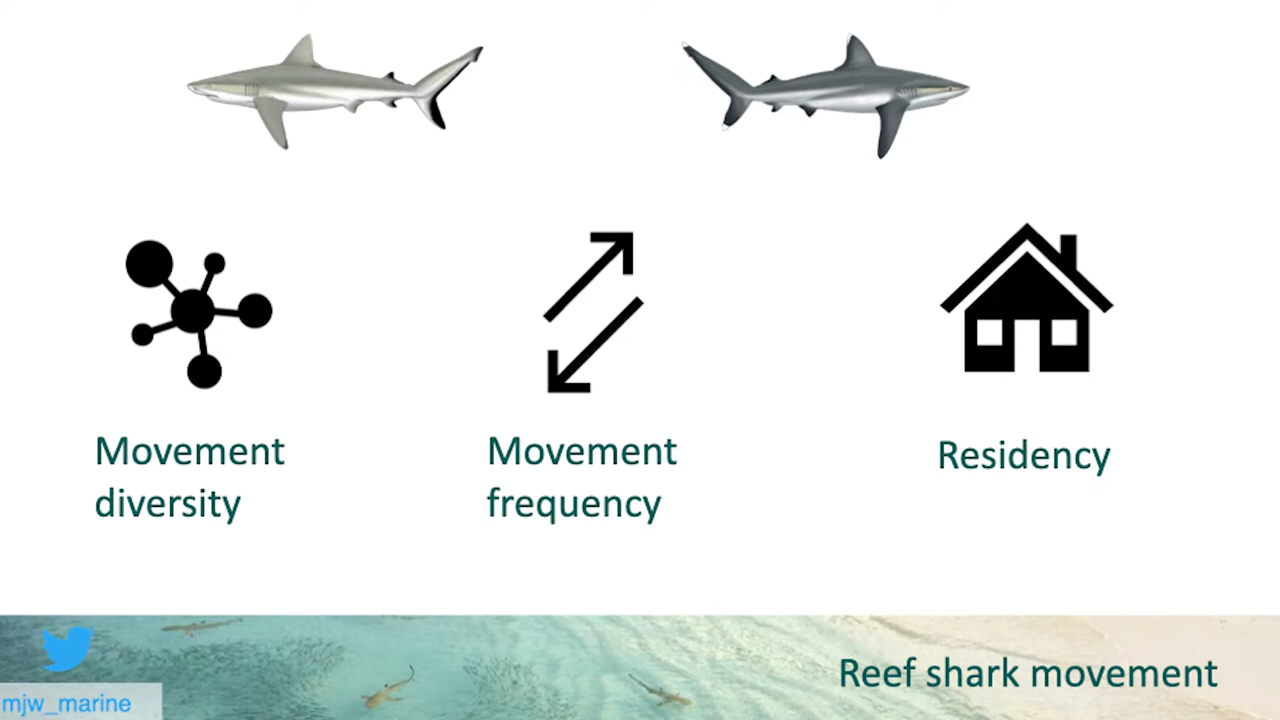 Movement
diversity
Movement
frequency
Residency
Reef shark movement
mjw_marine